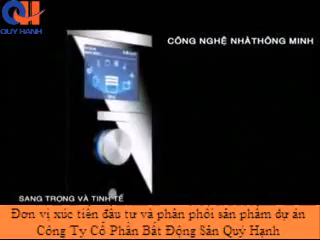 QH
QUÝ HẠNH
CÔNG NGHỆ NHÀ THÔNG MINH
SANG TRỌNG VÀ TINH TẾ
Đơn vị xúc tiến đầu tư và phân phối sản phẩm dự án
Công Ty Cổ Phần Bất Động Sản Quý Hạnh